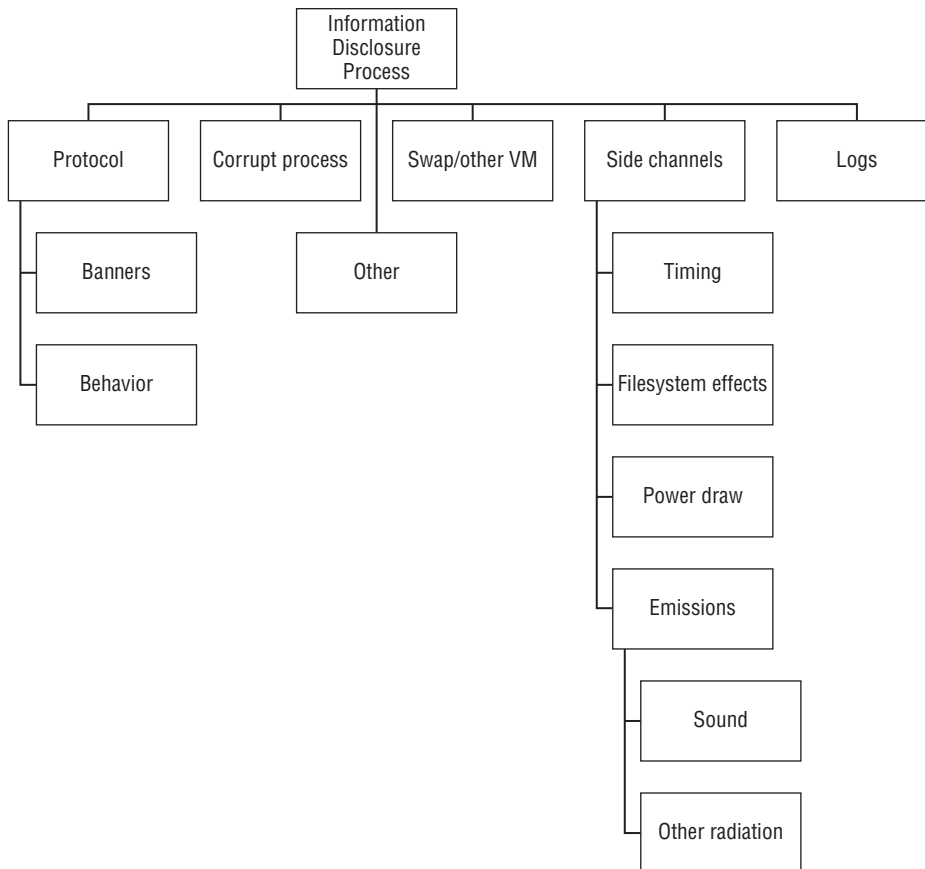 Information
Disclosure
Process
Protocol
Corrupt process
Swap/other VM
Side channels
Logs
Banners
Other
Timing
Behavior
Filesystem effects
Power draw
Emissions
Sound
Other radiation